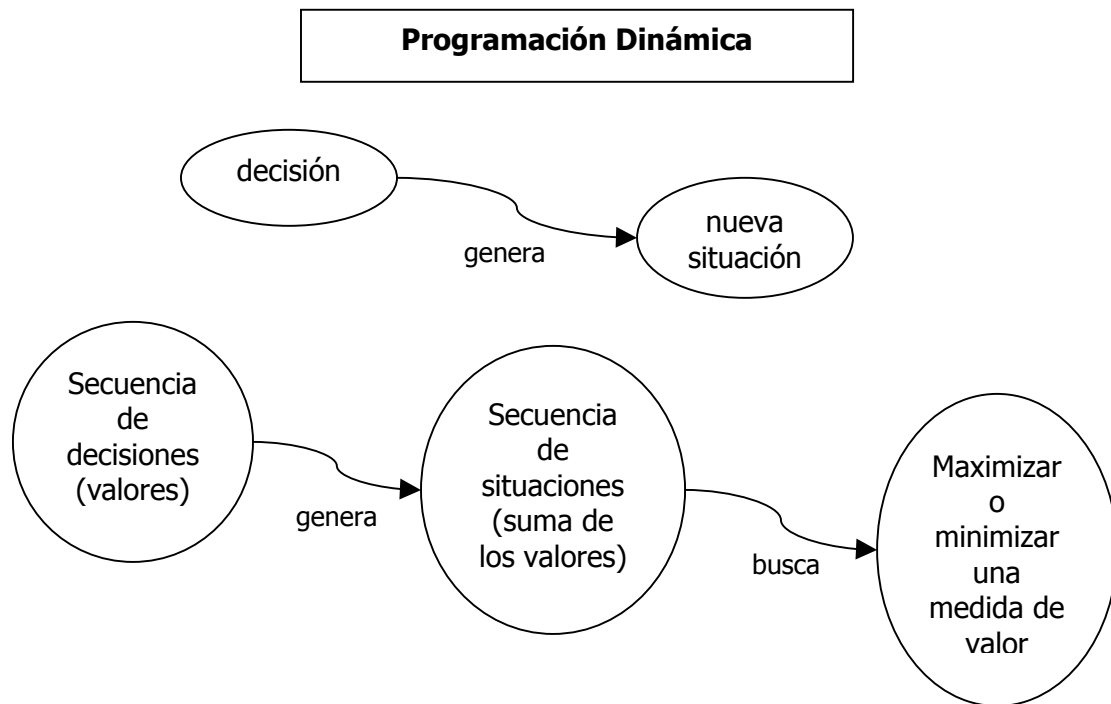 Programación Dinámica
decisión
genera
nueva
situación
Secuencia
de
decisiones
(valores)
genera
Secuencia
de
situaciones
(suma de
los valores)
busca
Maximizar
o
minimizar
una
medida de
valor